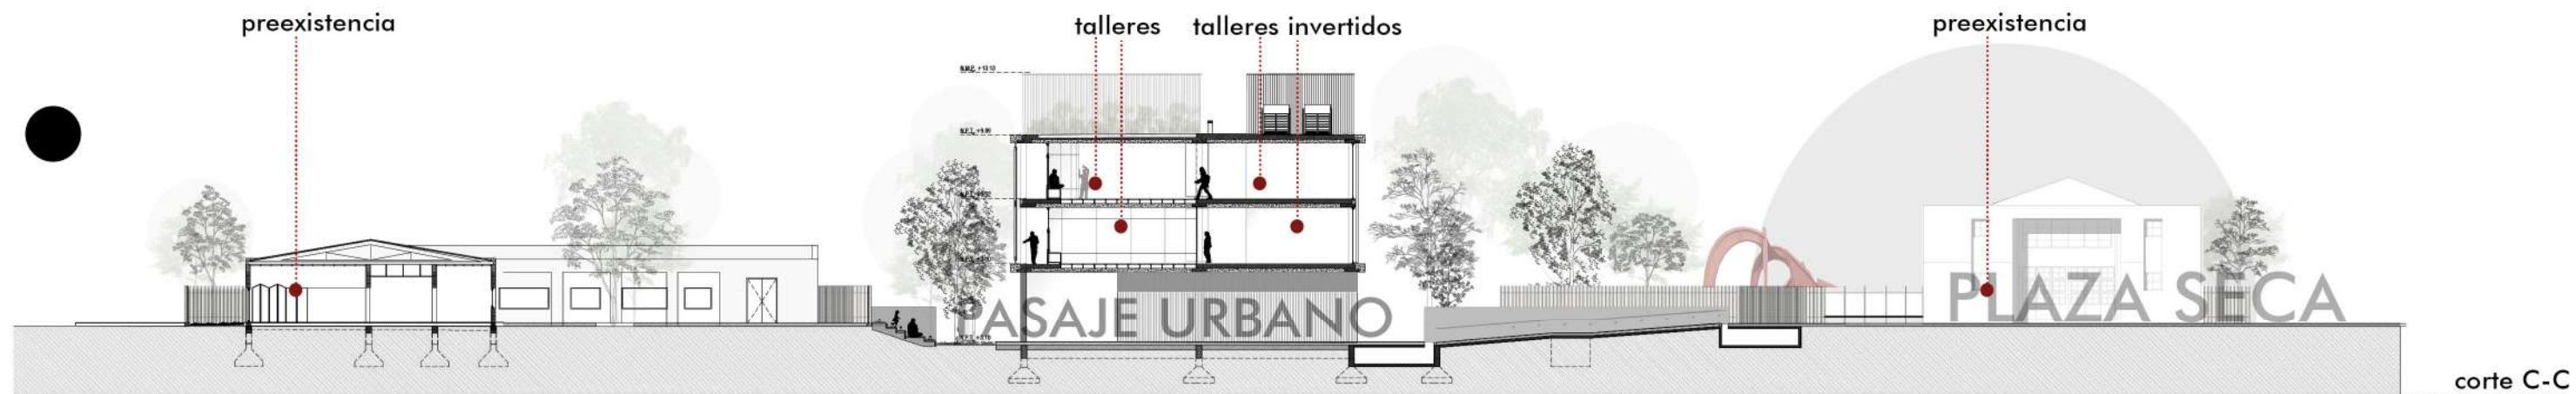 preexistencia
talleres
talleres invertidos
preexistencia
PASAJE URBANO
PLAZA SECA
corte C-C